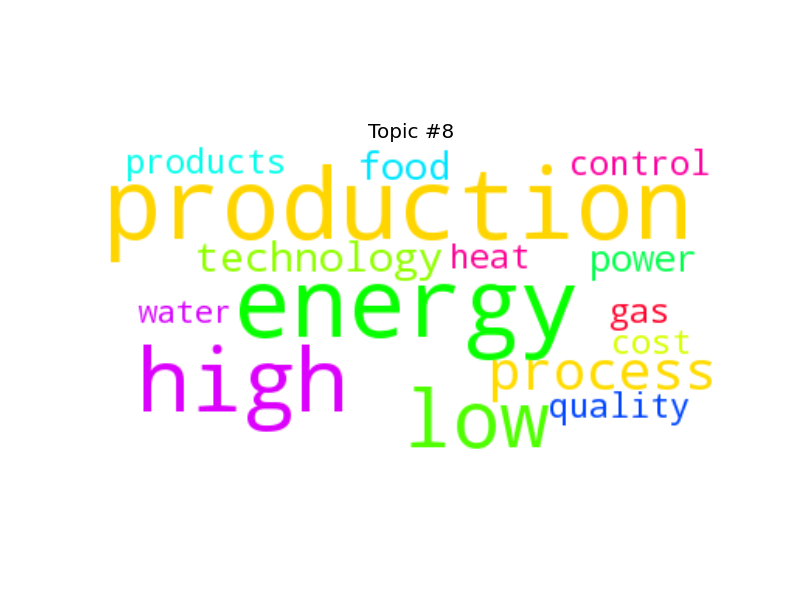 Topic #8
products food control
production
technology heat power
water energy gas
cost
high process
low quality